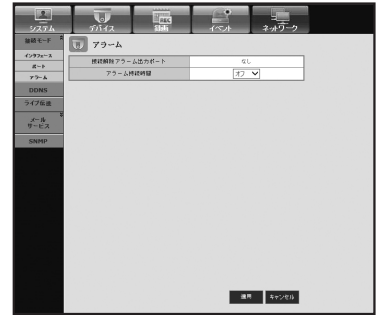 システム
デバイス
REC
録画
イベント
ネットワーク
接続モード
インタフェース
ポート
アラーム
DDNS
ライブ伝送
メール
サービス
SNMP
アラーム
接続解除アラーム出力ポート
なし
アラーム持続時間
オフ
適用
キャンセル